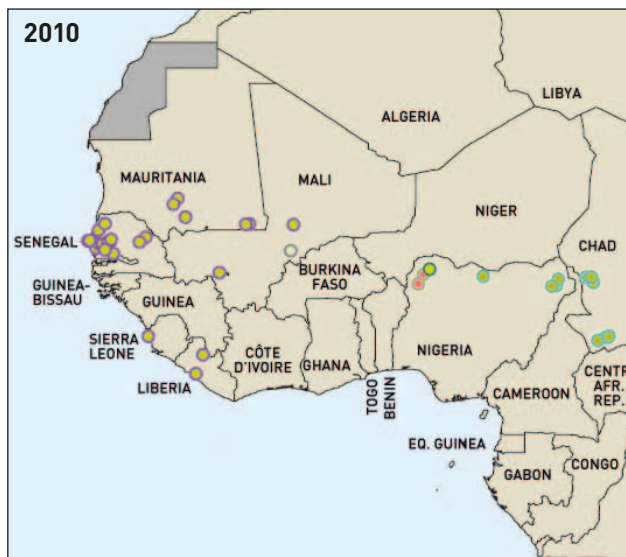 2010
LIBYA
ALGERIA
MAURITANIA
MALI
NIGER
SENEGAL
CHAD
GUINEA-
BISSAU
BURKINA
FASO
GUINEA
SIERRA
LEONE
CÔTE
D'IVOIRE
GHANA
TOGO
BENIN
NIGERIA
LIBERIA
CAMEROON
CENTR
AFR.
REP.
EQ. GUINEA
GABON
CONGO